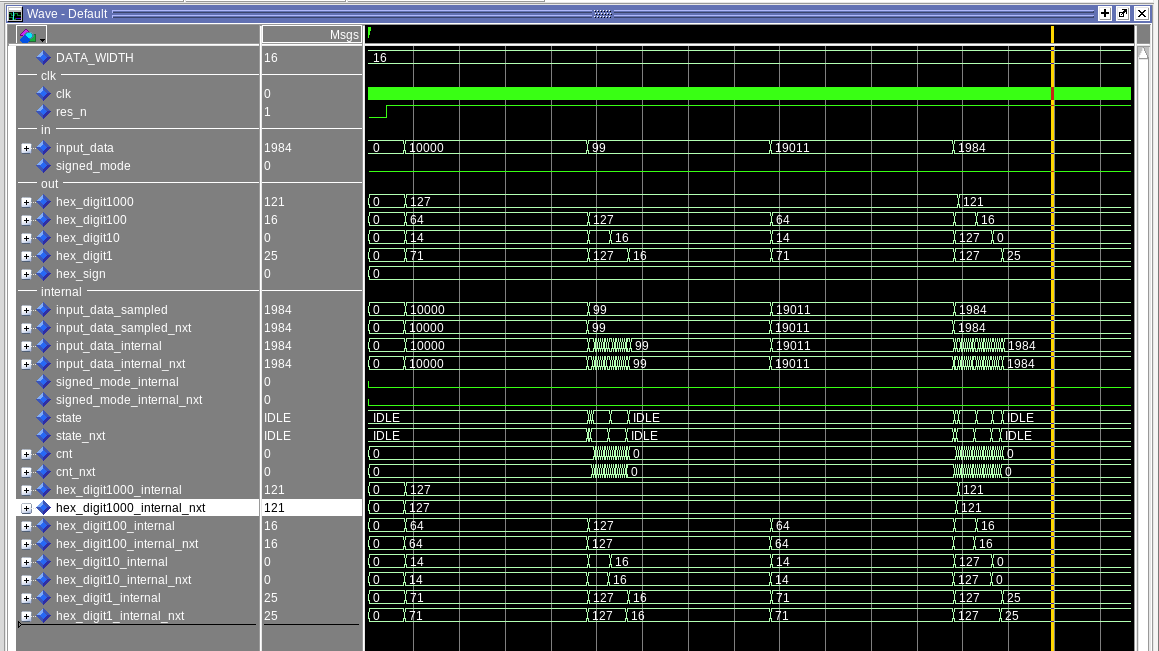 Wave - Default
Msgs
DATA_WIDTH 16 16
clk
clk 0
res_n 1
in
input_data 1984 0 10000 99 19011 1984
signed_mode 0
out
hex_digit1000 121 0 127 121
hex_digit100 16 0 64 127 64 16
hex_digit10 0 0 14 16 14 127 0
hex_digit1 25 0 71 127 16 71 127 25
hex_sign 0 0
internal
input_data_sampled 1984 0 10000 99 19011 1984
input_data_sampled_nxt 1984 0 10000 99 19011 1984
input_data_internal 1984 0 10000 99 19011 1984
input_data_internal_nxt 1984 0 10000 99 19011 1984
signed_mode_internal 0
signed_mode_internal_nxt 0
state IDLE IDLE IDLE IDLE
state_nxt IDLE IDLE IDLE IDLE
cnt 0 0 0 0
cnt_nxt 0 0 0 0
hex_digit1000_internal 121 0 127 121
hex_digit1000_internal_nxt 121 0 127 121
hex_digit100_internal 16 0 64 127 64 16
hex_digit100_internal_nxt 16 0 64 127 64 16
hex_digit10_internal 0 0 14 16 14 127 0
hex_digit10_internal_nxt 0 0 14 16 14 127 0
hex_digit1_internal 25 0 71 127 16 71 127 25
hex_digit1_internal_nxt 25 0 71 127 16 71 127 25